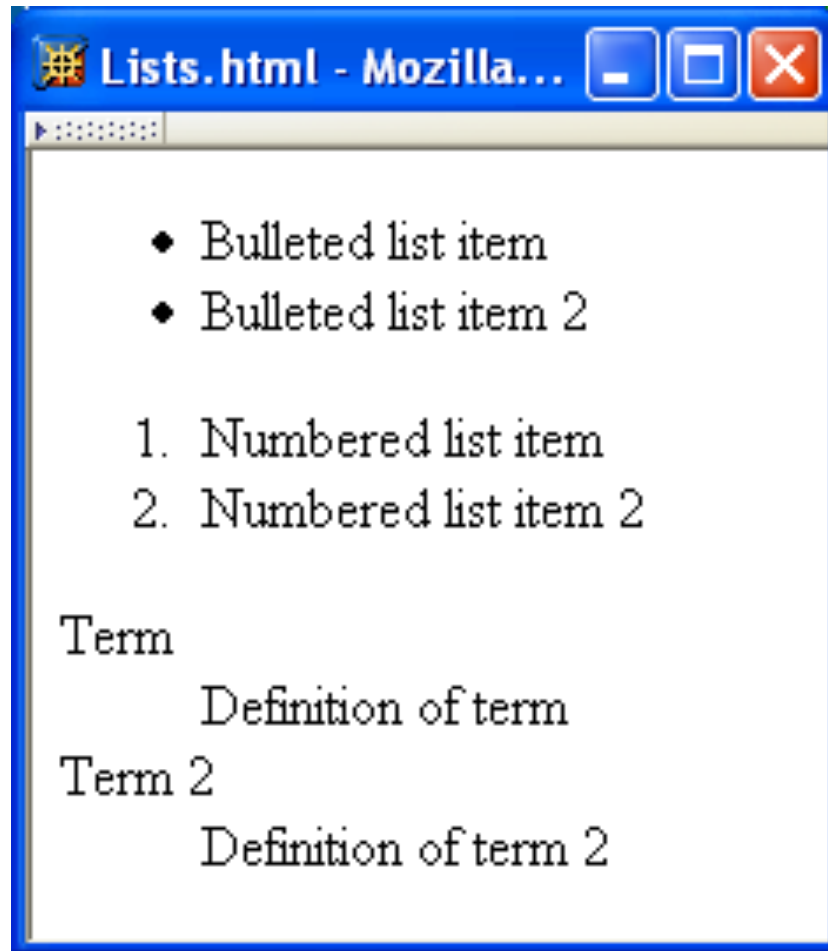 Lists.html - Mozilla...
• Bulleted list item
• Bulleted list item 2
1. Numbered list item
2. Numbered list item 2
Term
Definition of term
Term 2
Definition of term 2